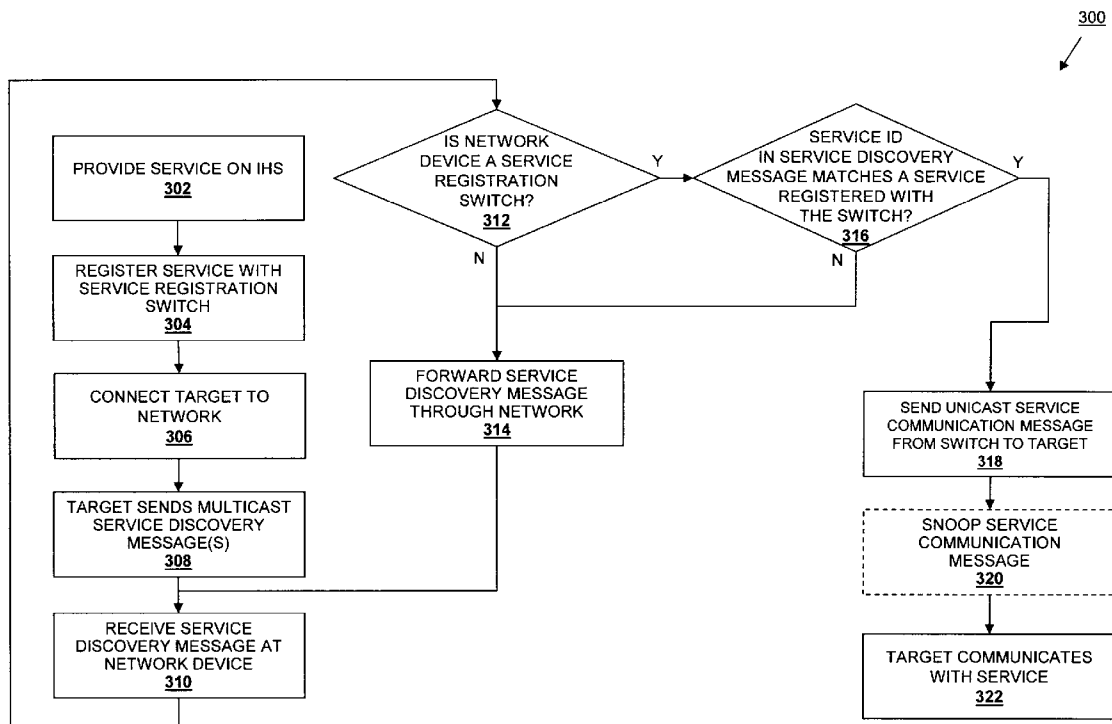 300
PROVIDE SERVICE ON IHS
302
REGISTER SERVICE WITH
SERVICE REGISTRATION
SWITCH
304
CONNECT TARGET TO
NETWORK
306
TARGET SENDS MULTICAST
SERVICE DISCOVERY
MESSAGE(S)
308
RECEIVE SERVICE
DISCOVERY MESSAGE AT
NETWORK DEVICE
310
IS NETWORK
DEVICE A SERVICE
REGISTRATION
SWITCH?
312
Y
N
FORWARD SERVICE
DISCOVERY MESSAGE
THROUGH NETWORK
314
SERVICE ID
IN SERVICE DISCOVERY
MESSAGE MATCHES A SERVICE
REGISTERED WITH
THE SWITCH?
316
Y
N
SEND UNICAST SERVICE
COMMUNICATION MESSAGE
FROM SWITCH TO TARGET
318
SNOOP SERVICE
COMMUNICATION
MESSAGE
320
TARGET COMMUNICATES
WITH SERVICE
322